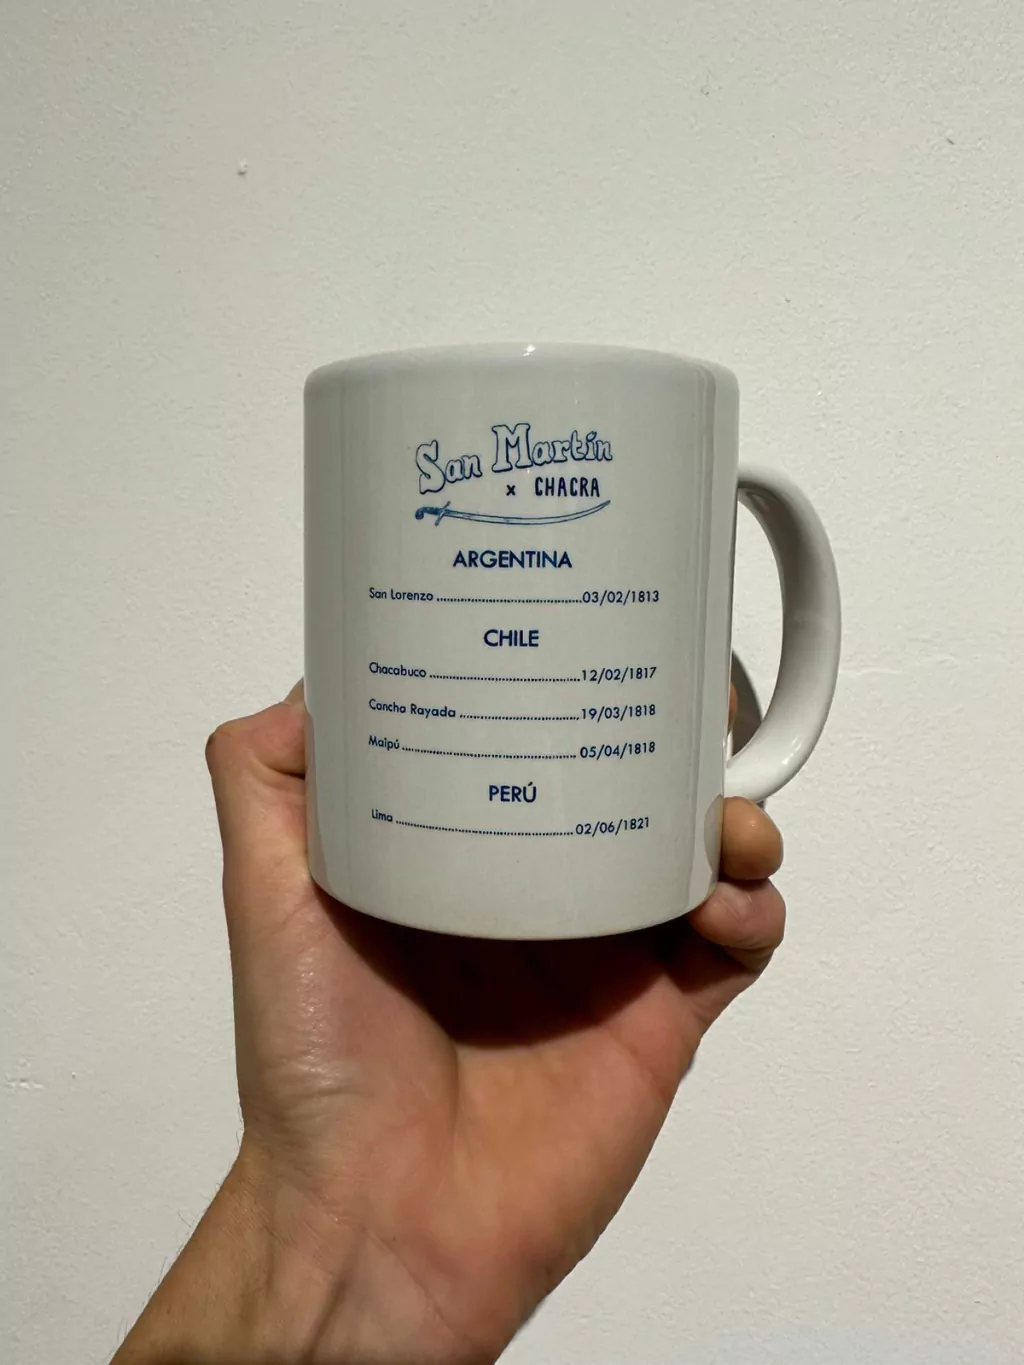 San Martín
x CHACRA
ARGENTINA
San Lorenzo ........................................03/02/1813
CHILE
Chacabuco ........................................12/02/1817
Cancha Rayada ................................19/03/1818
Maipú ................................................05/04/1818
PERÚ
Lima ................................................02/06/1821